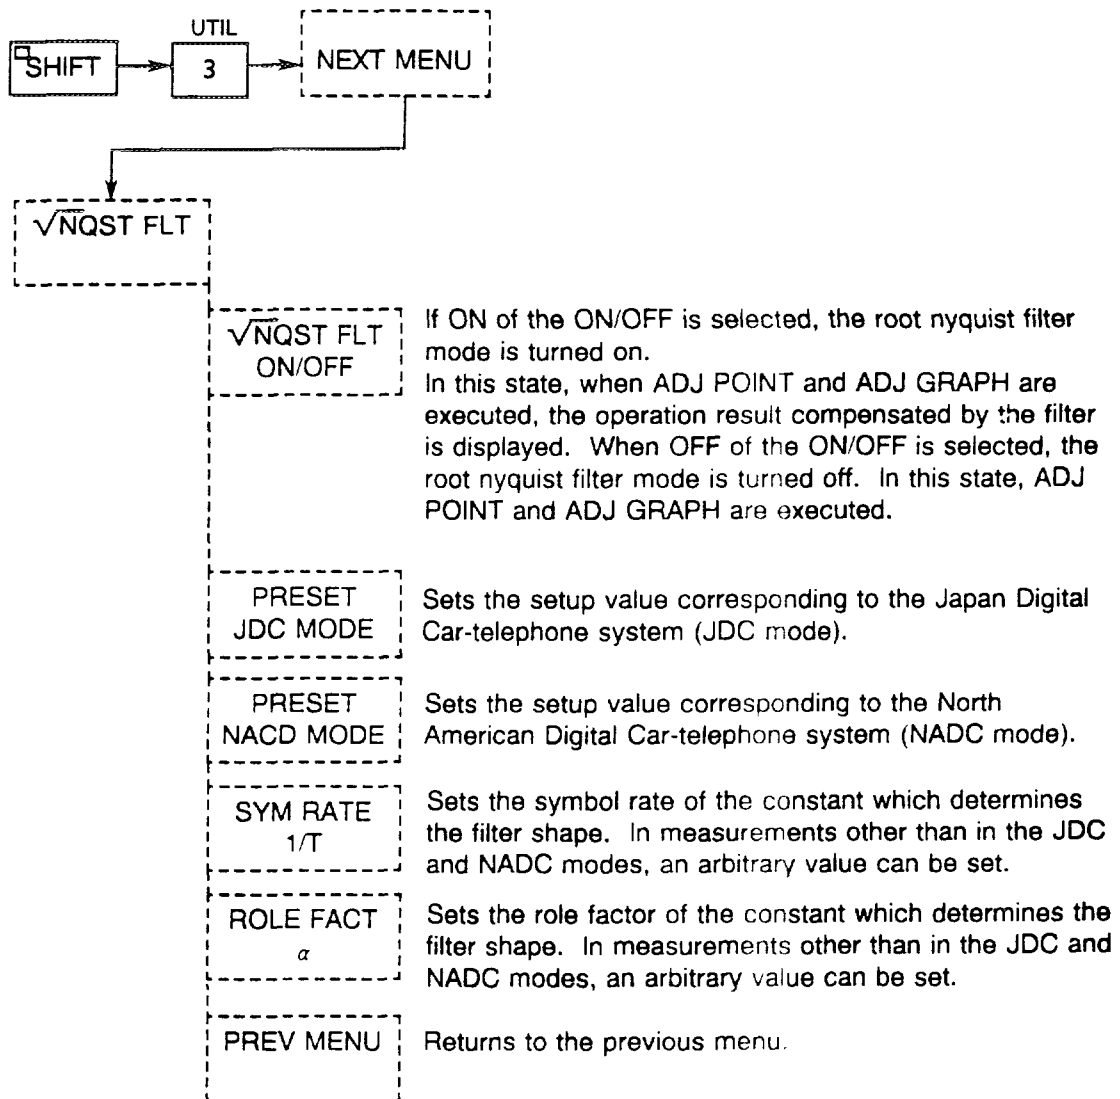 UTIL
SHIFT 3 NEXT MENU
√NQST FLT
√NQST FLT
ON/OFF
If ON of the ON/OFF is selected, the root nyquist filter
mode is turned on.
In this state, when ADJ POINT and ADJ GRAPH are
executed, the operation result compensated by the filter
is displayed. When OFF of the ON/OFF is selected, the
root nyquist filter mode is turned off. In this state, ADJ
POINT and ADJ GRAPH are executed.
PRESET
JDC MODE
Sets the setup value corresponding to the Japan Digital
Car-telephone system (JDC mode).
PRESET
NACD MODE
Sets the setup value corresponding to the North
American Digital Car-telephone system (NADC mode).
SYM RATE
1/T
Sets the symbol rate of the constant which determines
the filter shape. In measurements other than in the JDC
and NADC modes, an arbitrary value can be set.
ROLE FACT
α
Sets the role factor of the constant which determines the
filter shape. In measurements other than in the JDC and
NADC modes, an arbitrary value can be set.
PREV MENU
Returns to the previous menu.